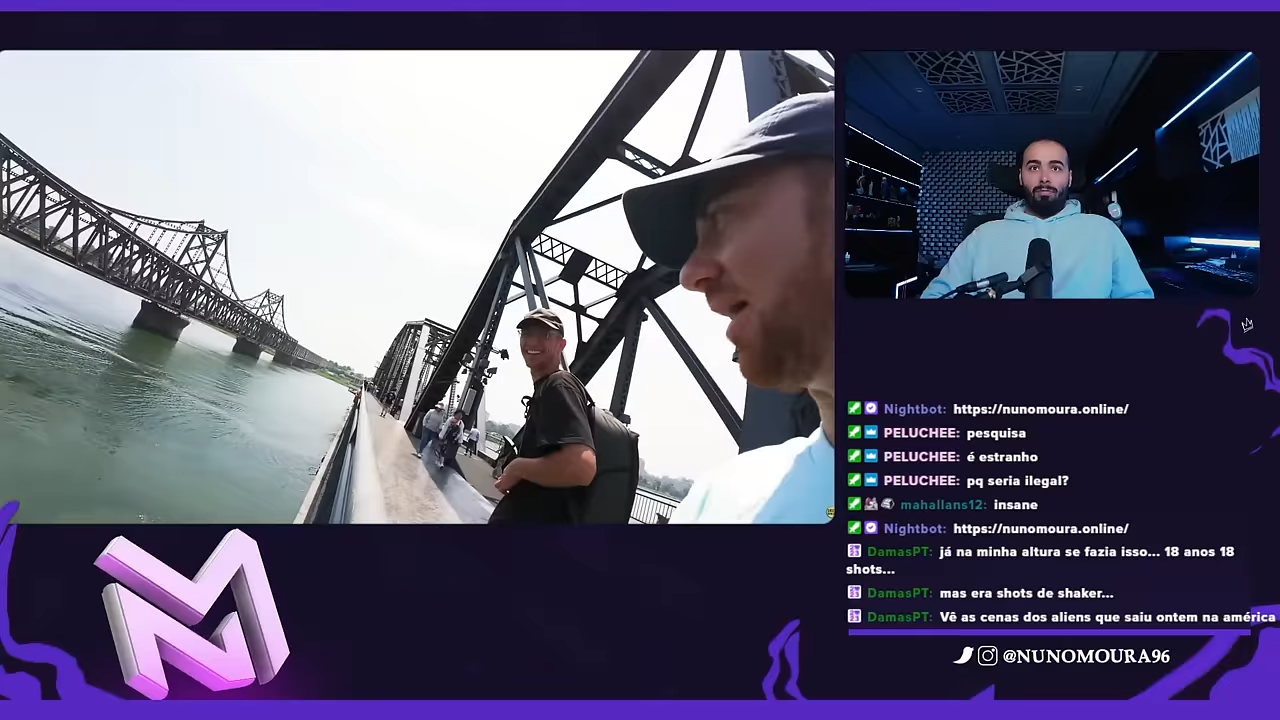 Nightbot: https://nunomoura.online/
PELUCHEE: pesquisa
PELUCHEE: é estranho
PELUCHEE: pq seria ilegal?
mahallans12: insane
Nightbot: https://nunomoura.online/
DamasPT: já na minha altura se fazia isso... 18 anos 18
shots...
DamasPT: mas era shots de shaker...
DamasPT: Vê as cenas dos aliens que saiu ontem na américa
@NUNOMOURA96